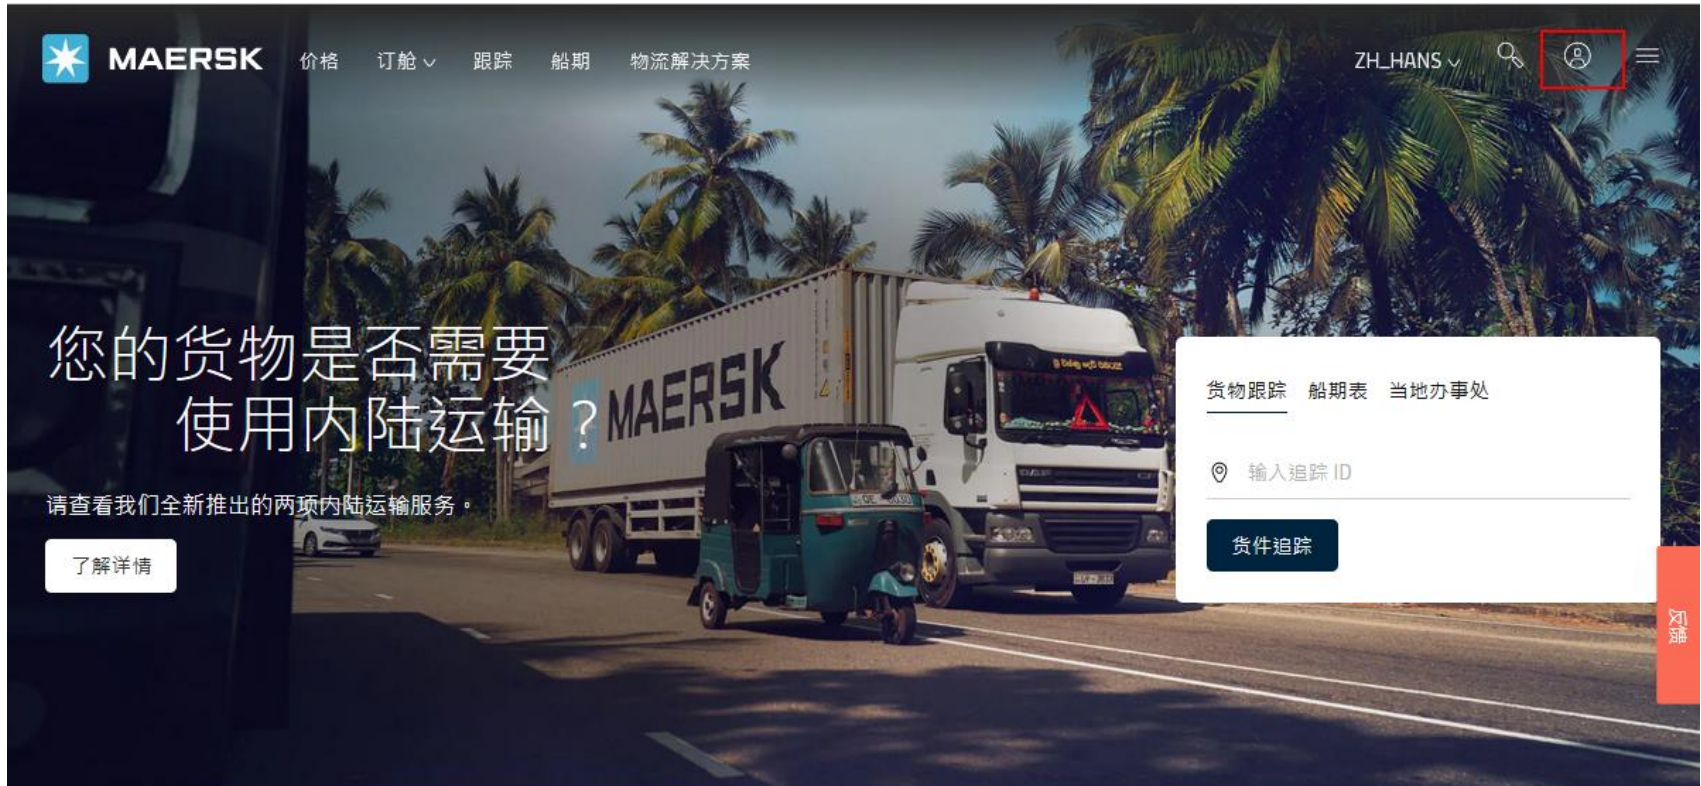 MAERSK 价格 订舱 跟踪 船期 物流解决方案 ZH_HANS
您的货物是否需要
使用内陆运输？
请查看我们全新推出的两项内陆运输服务。
了解详情
MAERSK
货物跟踪 船期表 当地办事处
输入追踪 ID
货件追踪
反馈
DAF